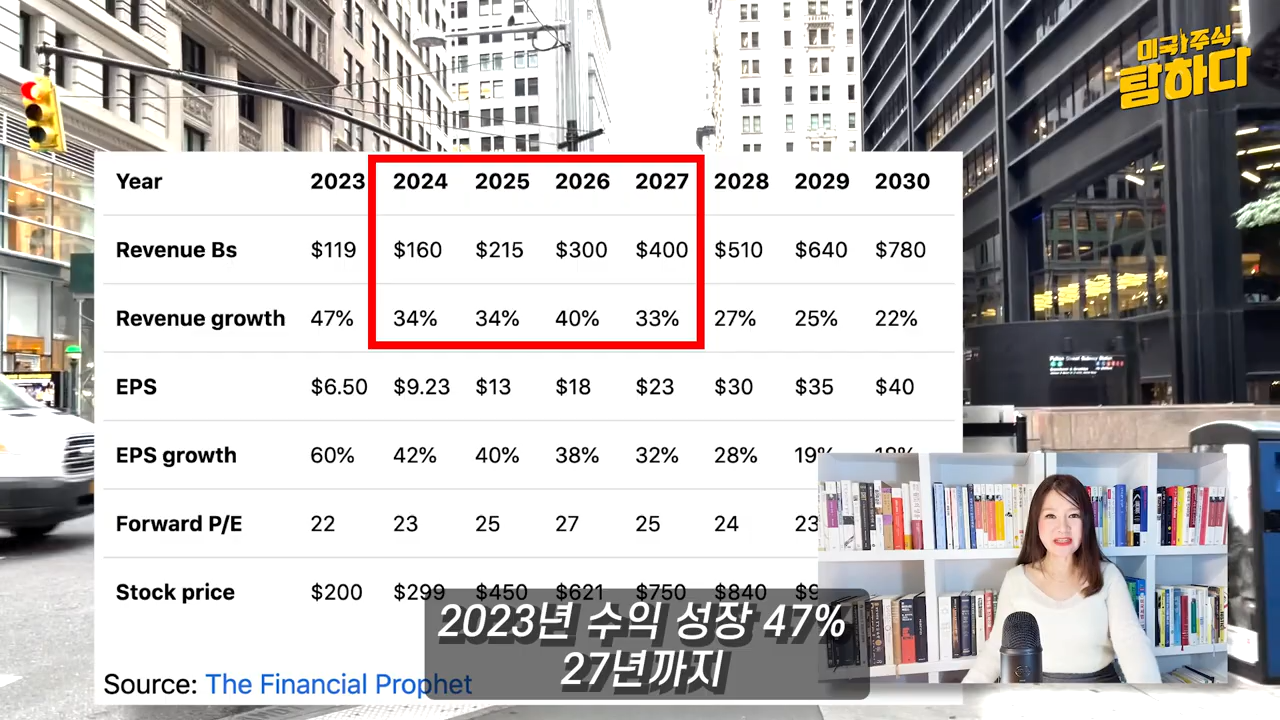 미국주식
탐하다
Year 2023 2024 2025 2026 2027 2028 2029 2030
Revenue Bs $119 $160 $215 $300 $400 $510 $640 $780
Revenue growth 47% 34% 34% 40% 33% 27% 25% 22%
EPS $6.50 $9.23 $13 $18 $23 $30 $35 $40
EPS growth 60% 42% 40% 38% 32% 28% 19%
Forward P/E 22 23 25 27 25 24 23
Stock price $200 $299 $450 $621 $750 $840
2023년 수익 성장 47%
27년까지
Source: The Financial Prophet